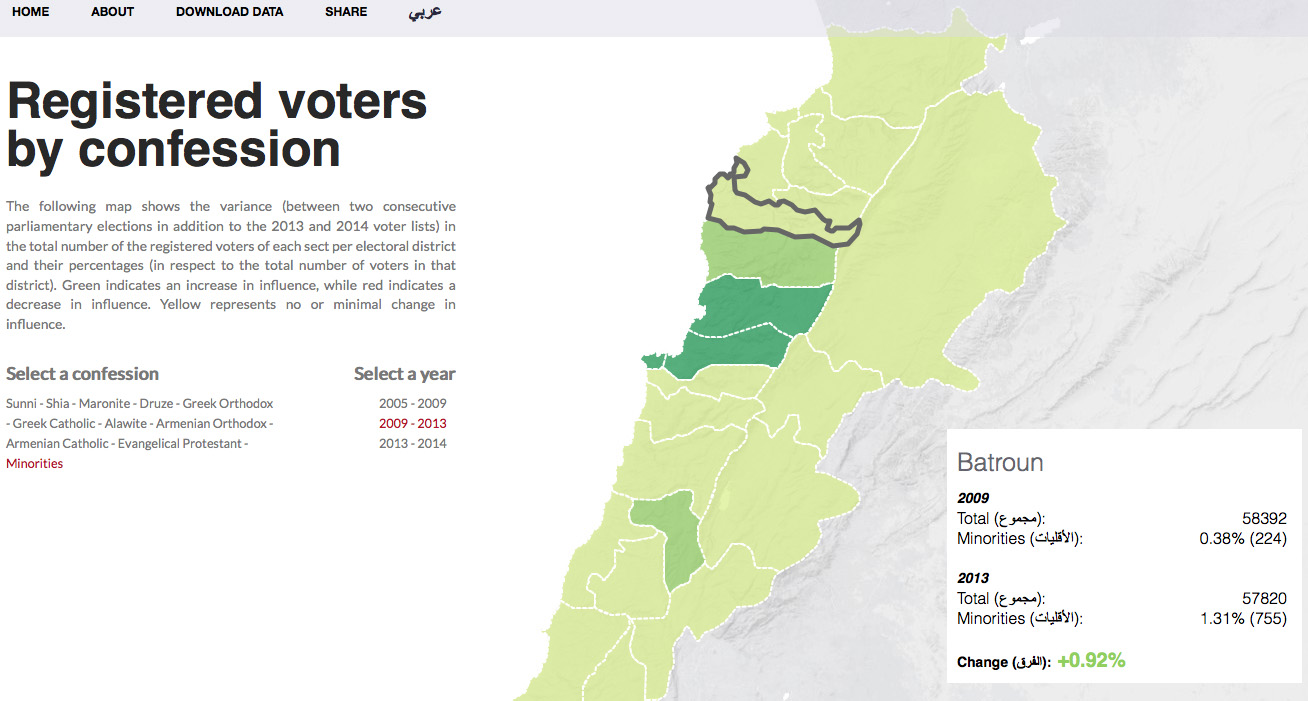 HOME ABOUT DOWNLOAD DATA SHARE عربي
Registered voters
by confession
The following map shows the variance (between two consecutive
parliamentary elections in addition to the 2013 and 2014 voter lists) in
the total number of the registered voters of each sect per electoral district
and their percentages (in respect to the total number of voters in that
district). Green indicates an increase in influence, while red indicates a
decrease in influence. Yellow represents no or minimal change in
influence.
Select a confession
Sunni - Shia - Maronite - Druze - Greek Orthodox
- Greek Catholic - Alawite - Armenian Orthodox -
Armenian Catholic - Evangelical Protestant -
Minorities
Select a year
2005 - 2009
2009 - 2013
2013 - 2014
Batroun
2009
Total (مجموع): 58392
Minorities (الأقليات): 0.38% (224)
2013
Total (مجموع): 57820
Minorities (الأقليات): 1.31% (755)
Change (الفرق): +0.92%